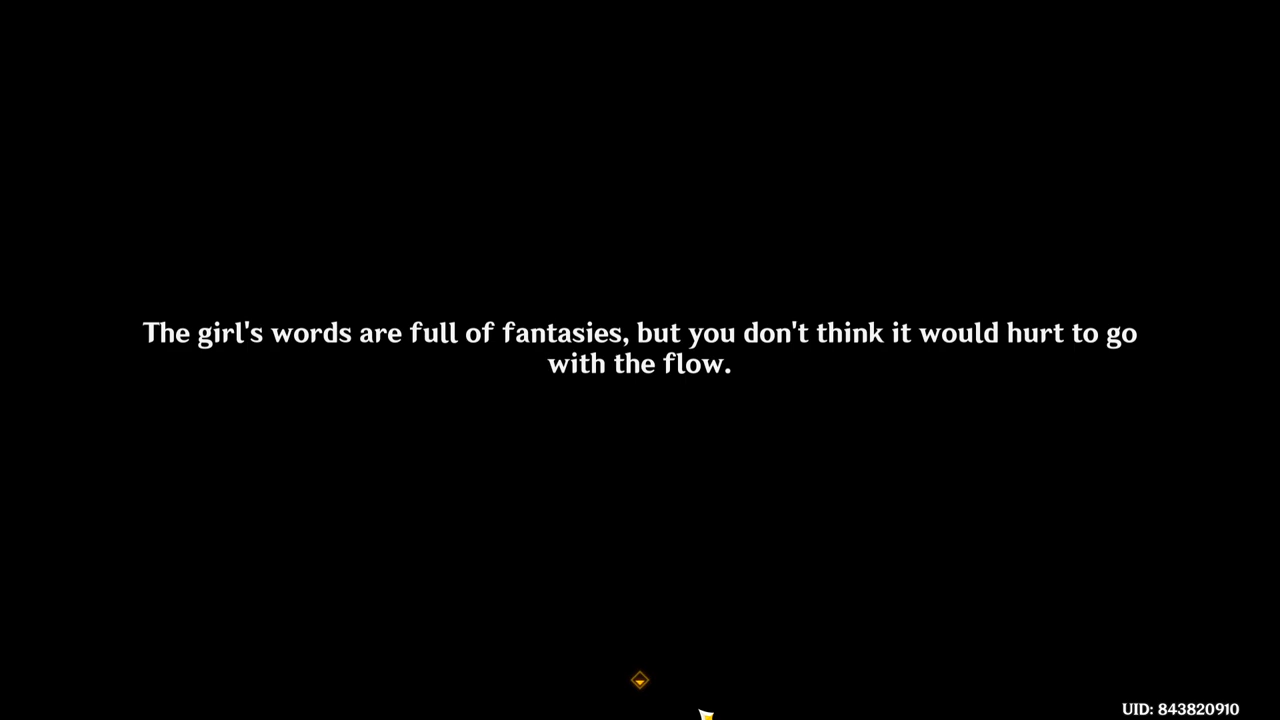 The girl's words are full of fantasies, but you don't think it would hurt to go
with the flow.
UID: 843820910